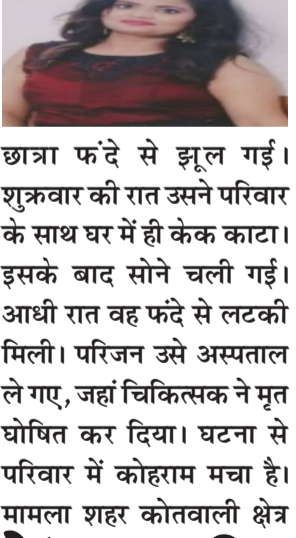 छात्रा फंदे से झूल गई।
शुक्रवार की रात उसने परिवार
के साथ घर में ही केक काटा।
इसके बाद सोने चली गई।
आधी रात वह फंदे से लटकी
मिली। परिजन उसे अस्पताल
ले गए, जहां चिकित्सक ने मृत
घोषित कर दिया। घटना से
परिवार में कोहराम मचा है।
मामला शहर कोतवाली क्षेत्र